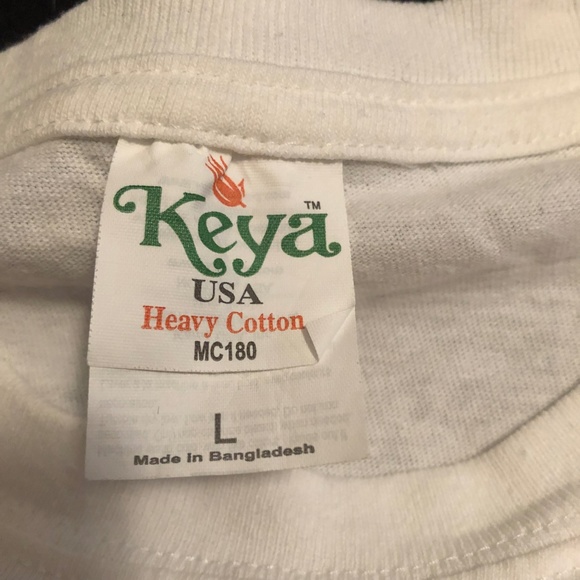 Keya™
USA
Heavy Cotton
MC180
L
Made In Bangladesh